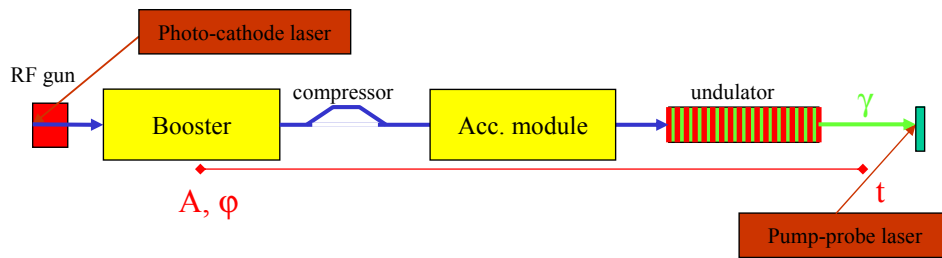 Photo-cathode laser
RF gun
compressor
undulator
Booster
Acc. module
γ
A, φ
t
Pump-probe laser